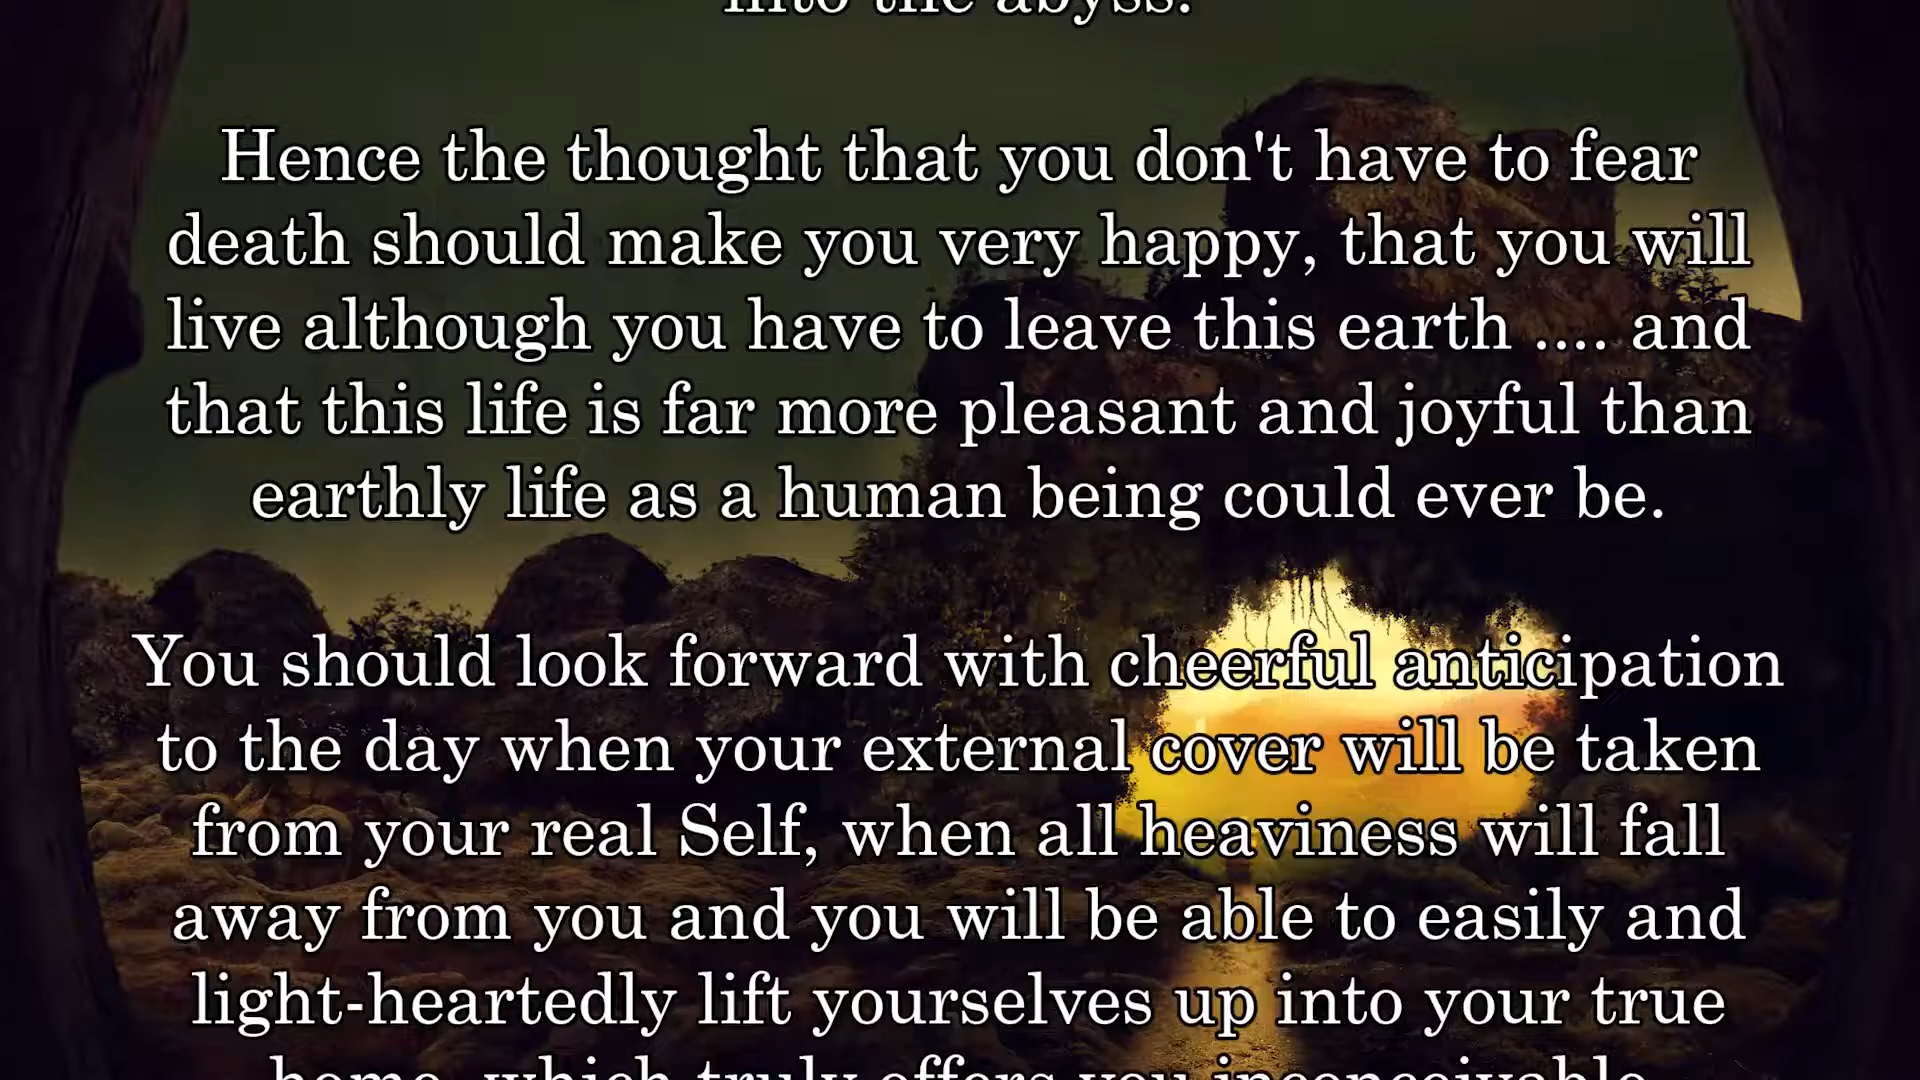 into the abyss.
Hence the thought that you don't have to fear
death should make you very happy, that you will
live although you have to leave this earth .... and
that this life is far more pleasant and joyful than
earthly life as a human being could ever be.
You should look forward with cheerful anticipation
to the day when your external cover will be taken
from your real Self, when all heaviness will fall
away from you and you will be able to easily and
light-heartedly lift yourselves up into your true
home, which truly offers you inconceivable